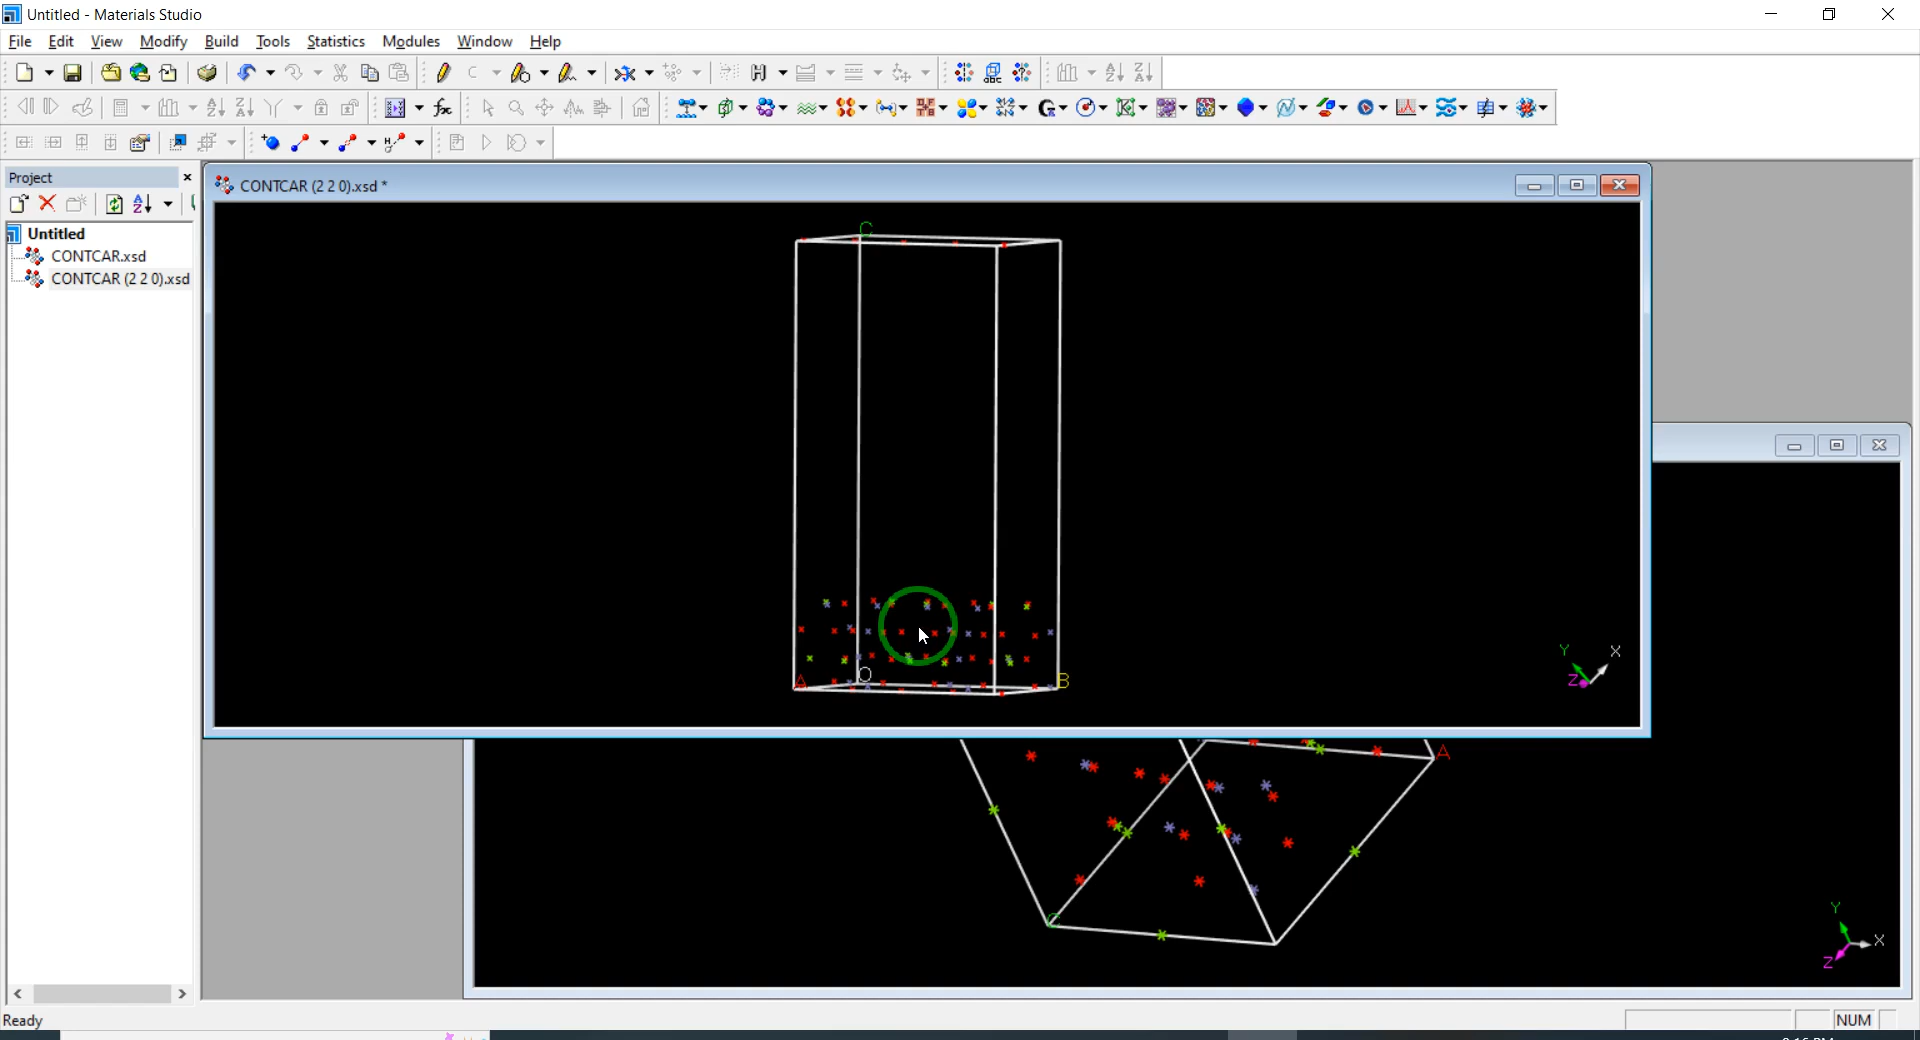 Untitled - Materials Studio
File Edit View Modify Build Tools Statistics Modules Window Help
Project
CONTCAR (2 2 0).xsd *
Untitled
CONTCAR.xsd
CONTCAR (2 2 0).xsd
C
A
O
B
Y
X
Z
A
C
Y
X
Z
Ready
NUM